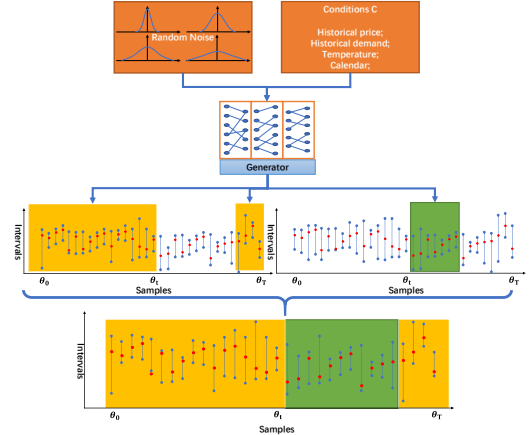 Random Noise
Conditions C
Historical price;
Historical demand;
Temperature;
Calendar;
Generator
Intervals
θ0
θt
θT
Samples
Intervals
θ0
θt
θT
Samples
Intervals
θ0
θt
θT
Samples